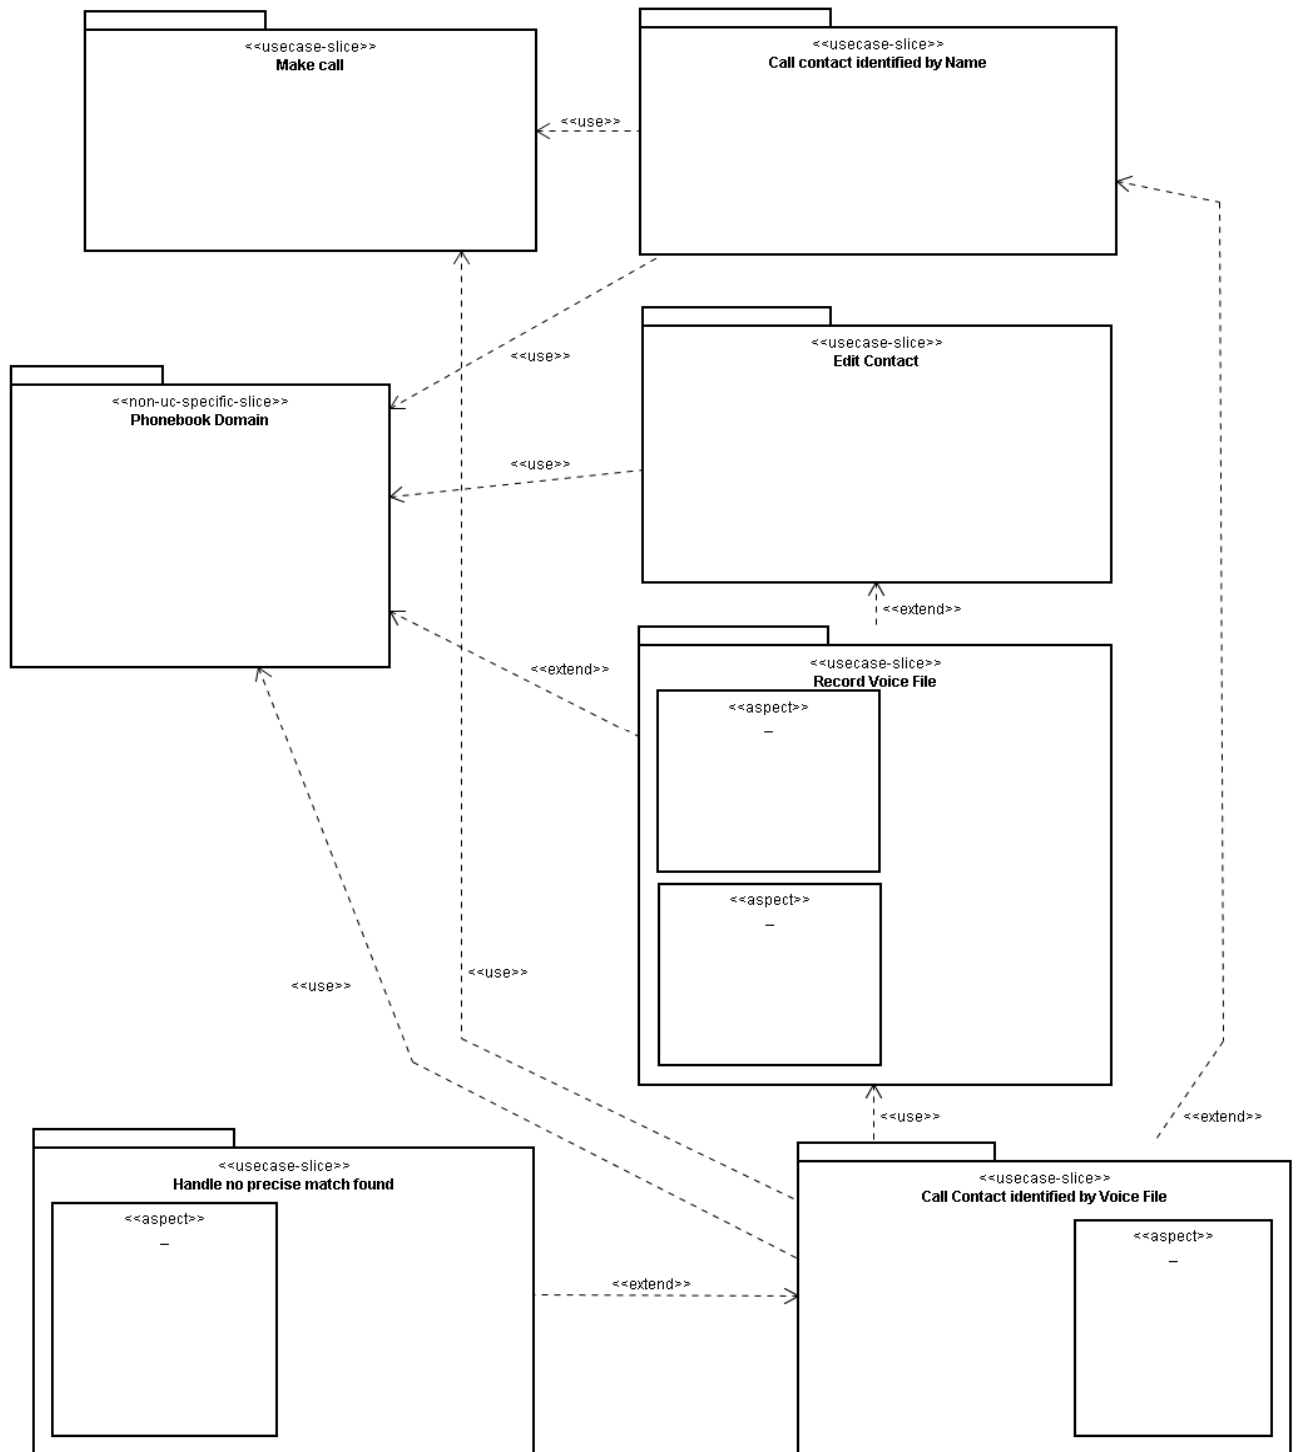 <<usecase-slice>>
Make call
<<usecase-slice>>
Call contact identified by Name
<<use>>
<<usecase-slice>>
Edit Contact
<<use>>
<<non-uc-specific-slice>>
Phonebook Domain
<<use>>
<<extend>>
<<extend>>
<<usecase-slice>>
Record Voice File
<<aspect>>
_
<<aspect>>
_
<<use>>
<<use>>
<<use>>
<<extend>>
<<usecase-slice>>
Handle no precise match found
<<aspect>>
_
<<usecase-slice>>
Call Contact identified by Voice File
<<aspect>>
_
<<extend>>